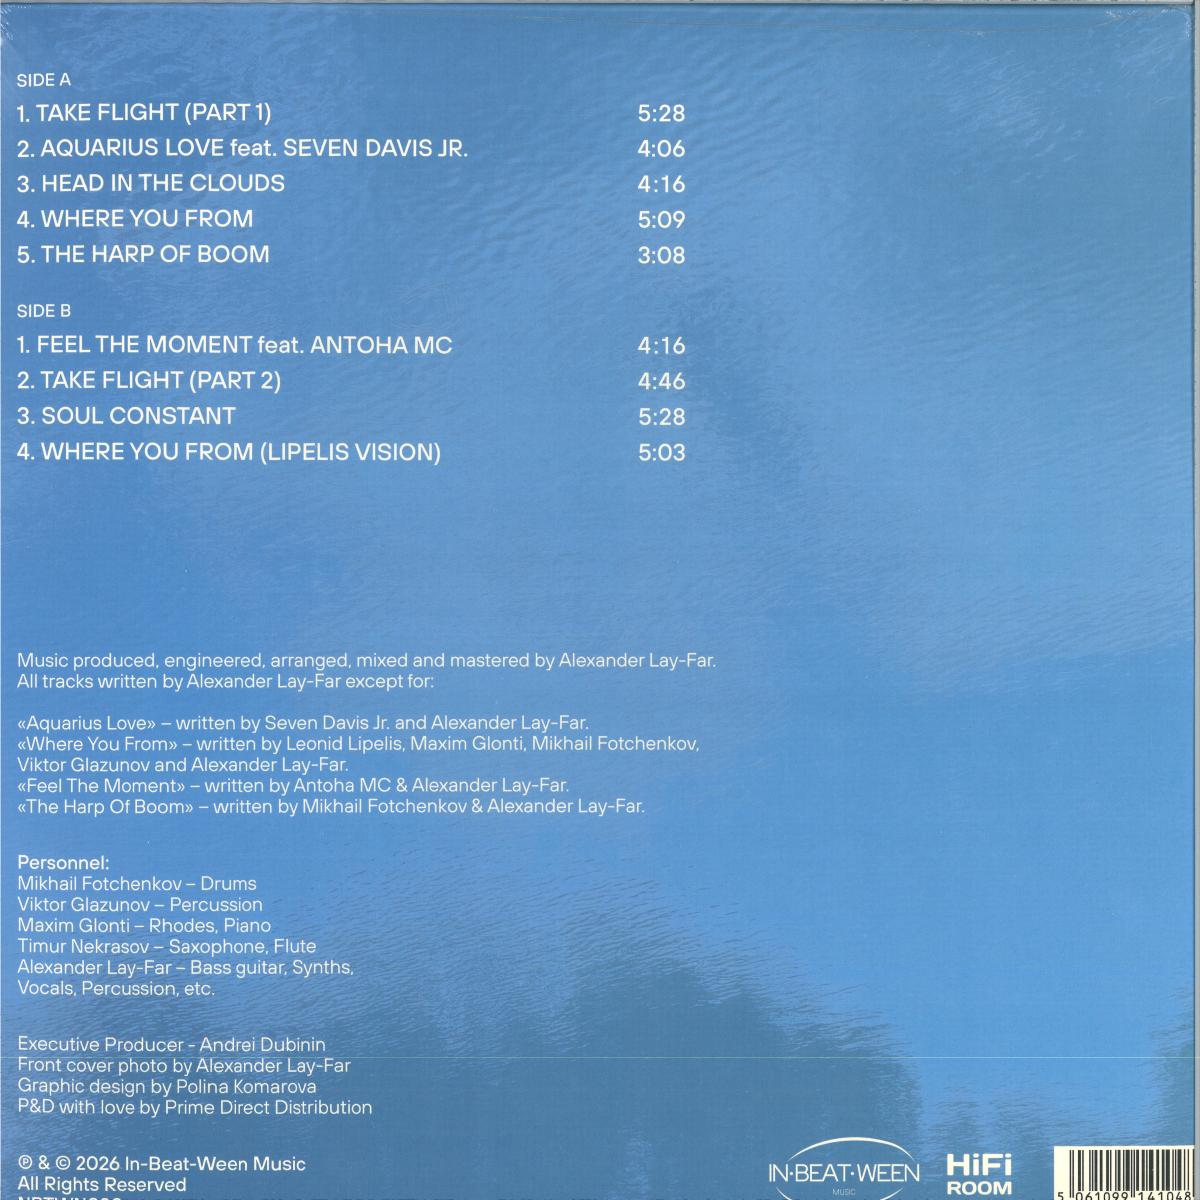 SIDE A
1. TAKE FLIGHT (PART 1) 5:28
2. AQUARIUS LOVE feat. SEVEN DAVIS JR. 4:06
3. HEAD IN THE CLOUDS 4:16
4. WHERE YOU FROM 5:09
5. THE HARP OF BOOM 3:08
SIDE B
1. FEEL THE MOMENT feat. ANTOHA MC 4:16
2. TAKE FLIGHT (PART 2) 4:46
3. SOUL CONSTANT 5:28
4. WHERE YOU FROM (LIPELIS VISION) 5:03
Music produced, engineered, arranged, mixed and mastered by Alexander Lay-Far.
All tracks written by Alexander Lay-Far except for:
«Aquarius Love» – written by Seven Davis Jr. and Alexander Lay-Far.
«Where You From» – written by Leonid Lipelis, Maxim Glonti, Mikhail Fotchenkov,
Viktor Glazunov and Alexander Lay-Far.
«Feel The Moment» – written by Antoha MC & Alexander Lay-Far.
«The Harp Of Boom» – written by Mikhail Fotchenkov & Alexander Lay-Far.
Personnel:
Mikhail Fotchenkov – Drums
Viktor Glazunov – Percussion
Maxim Glonti – Rhodes, Piano
Timur Nekrasov – Saxophone, Flute
Alexander Lay-Far – Bass guitar, Synths,
Vocals, Percussion, etc.
Executive Producer - Andrei Dubinin
Front cover photo by Alexander Lay-Far
Graphic design by Polina Komarova
P&D with love by Prime Direct Distribution
℗ & © 2026 In-Beat-Ween Music
All Rights Reserved
IN·BEAT·WEEN
MUSIC
HiFi
ROOM
5 061099 141040